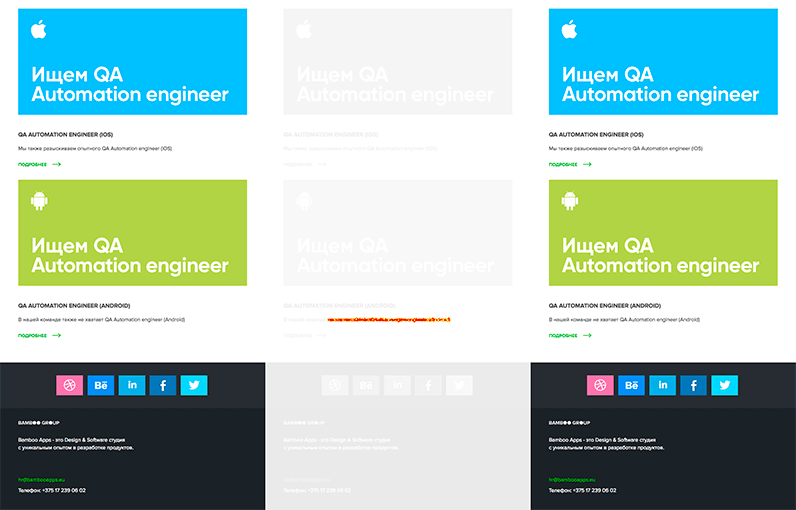 Ищем QA
Automation engineer
QA AUTOMATION ENGINEER (IOS)
Мы также разыскиваем опытного QA Automation engineer (iOS)
ПОДРОБНЕЕ
Ищем QA
Automation engineer
QA AUTOMATION ENGINEER (ANDROID)
В нашей команде также не хватает QA Automation engineer (Android)
ПОДРОБНЕЕ
Bē
in
f
BAMBOO GROUP
Bamboo Apps - это Design & Software студия
с уникальным опытом в разработке продуктов.
hr@bambooapps.eu
Телефон: +375 17 239 06 02
Ищем QA
Automation engineer
QA AUTOMATION ENGINEER (IOS)
Мы также разыскиваем опытного QA Automation engineer (iOS)
ПОДРОБНЕЕ
Ищем QA
Automation engineer
QA AUTOMATION ENGINEER (ANDROID)
В нашей команде
ПОДРОБНЕЕ
Bē
in
f
BAMBOO GROUP
Bamboo Apps - это Design & Software студия
с уникальным опытом в разработке продуктов.
hr@bambooapps.eu
Телефон: +375 17 239 06 02
Ищем QA
Automation engineer
QA AUTOMATION ENGINEER (IOS)
Мы также разыскиваем опытного QA Automation engineer (iOS)
ПОДРОБНЕЕ
Ищем QA
Automation engineer
QA AUTOMATION ENGINEER (ANDROID)
В нашей команде не хватает QA Automation engineer (Android)
ПОДРОБНЕЕ
Bē
in
f
BAMBOO GROUP
Bamboo Apps - это Design & Software студия
с уникальным опытом в разработке продуктов.
hr@bambooapps.eu
Телефон: +375 17 239 06 02